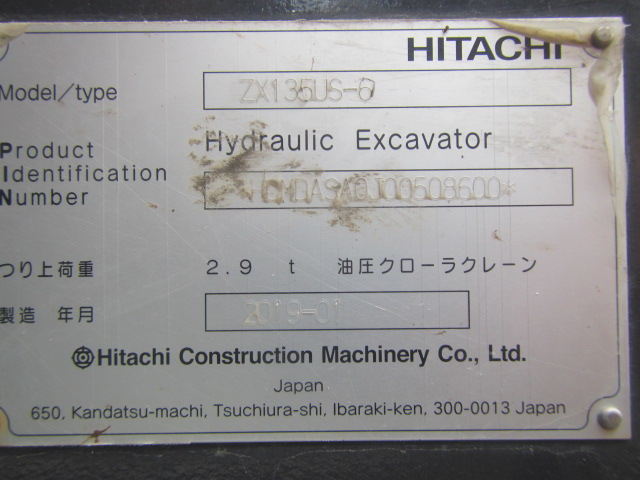 HITACHI
Model/type ZX135US-6
Hydraulic Excavator
Product
Identification
Number
つり上荷重 2.9 t 油圧クローラクレーン
製造 年月 2019-01
Hitachi Construction Machinery Co., Ltd.
Japan
650, Kandatsu-machi, Tsuchiura-shi, Ibaraki-ken, 300-0013 Japan